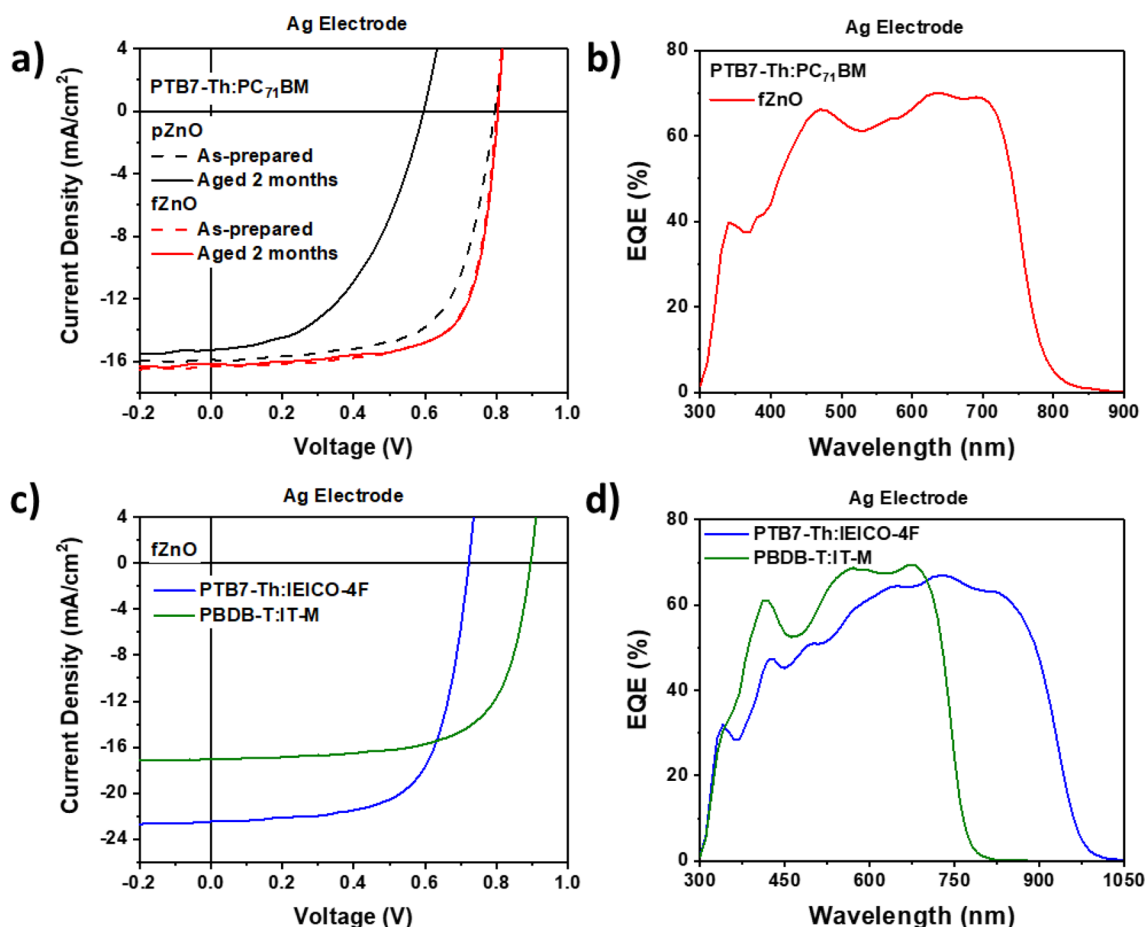 a)
Ag Electrode
PTB7-Th:PC71BM
pZnO
As-prepared
Aged 2 months
fZnO
As-prepared
Aged 2 months
Current Density (mA/cm²)
4
0
-4
-8
-12
-16
-0.2 0.0 0.2 0.4 0.6 0.8 1.0
Voltage (V)
b)
Ag Electrode
PTB7-Th:PC71BM
fZnO
EQE (%)
80
60
40
20
0
300 400 500 600 700 800 900
Wavelength (nm)
c)
Ag Electrode
fZnO
PTB7-Th:IEICO-4F
PBDB-T:IT-M
Current Density (mA/cm²)
4
0
-4
-8
-12
-16
-20
-24
-0.2 0.0 0.2 0.4 0.6 0.8 1.0
Voltage (V)
d)
Ag Electrode
PTB7-Th:IEICO-4F
PBDB-T:IT-M
EQE (%)
80
60
40
20
0
300 450 600 750 900 1050
Wavelength (nm)